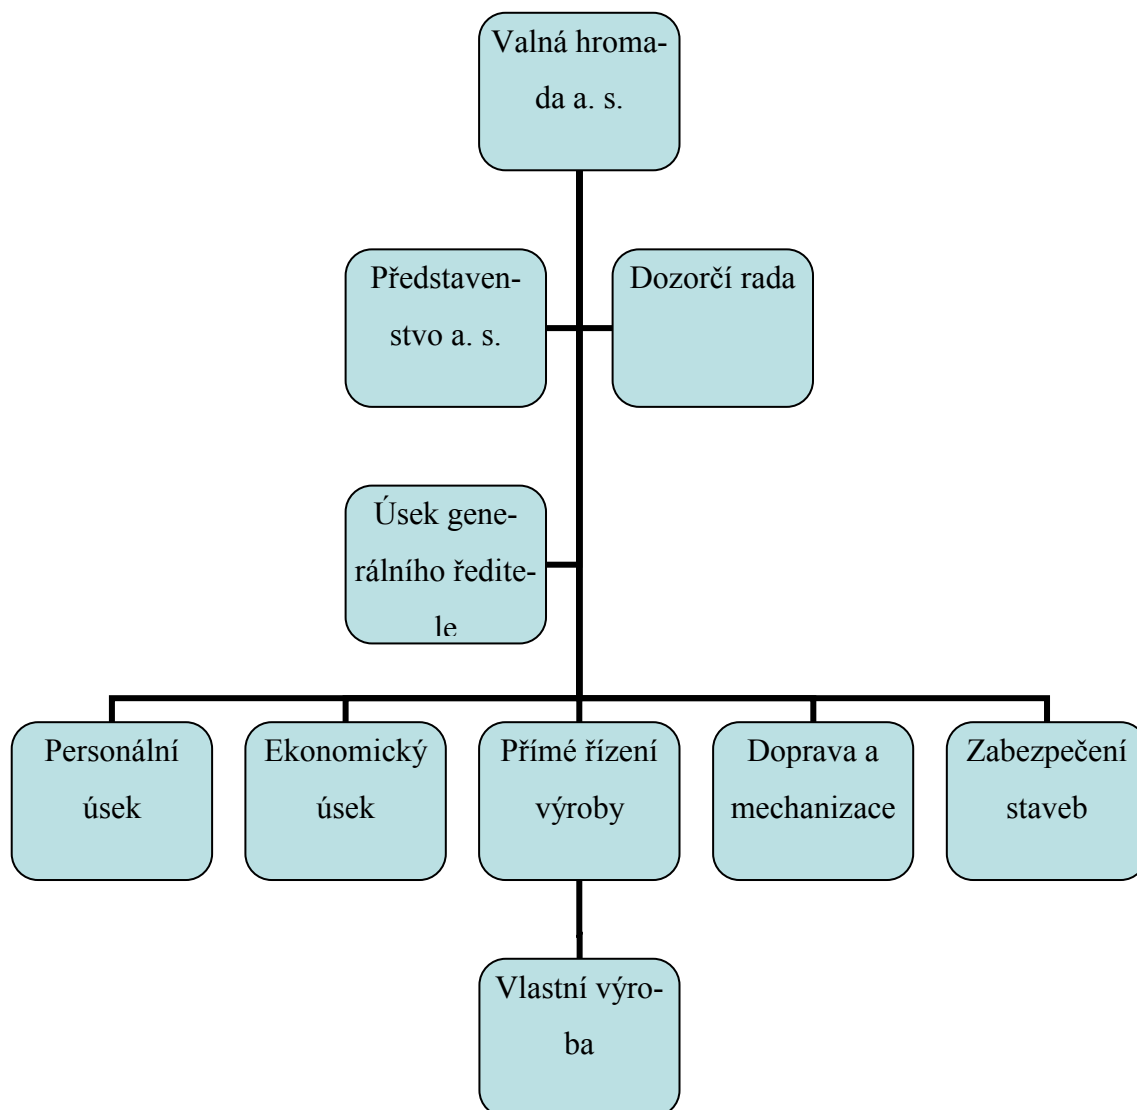 Valná hroma-
da a. s.
Představen-
stvo a. s.
Dozorčí rada
Úsek gene-
rálního ředite-
le
Personální
úsek
Ekonomický
úsek
Přímé řízení
výroby
Doprava a
mechanizace
Zabezpečení
staveb
Vlastní výro-
ba